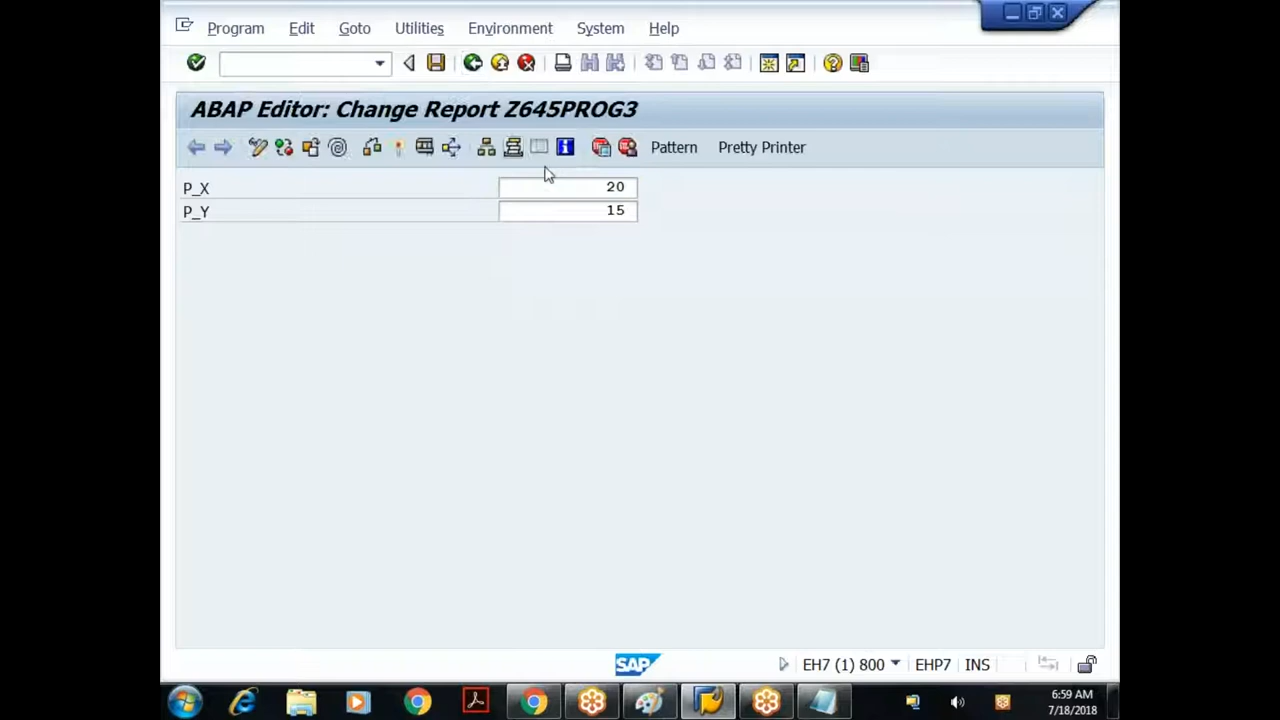 Program Edit Goto Utilities Environment System Help
ABAP Editor: Change Report Z645PROG3
Pattern Pretty Printer
P_X 20
P_Y 15
SAP EH7 (1) 800 EHP7 INS
6:59 AM
7/18/2018